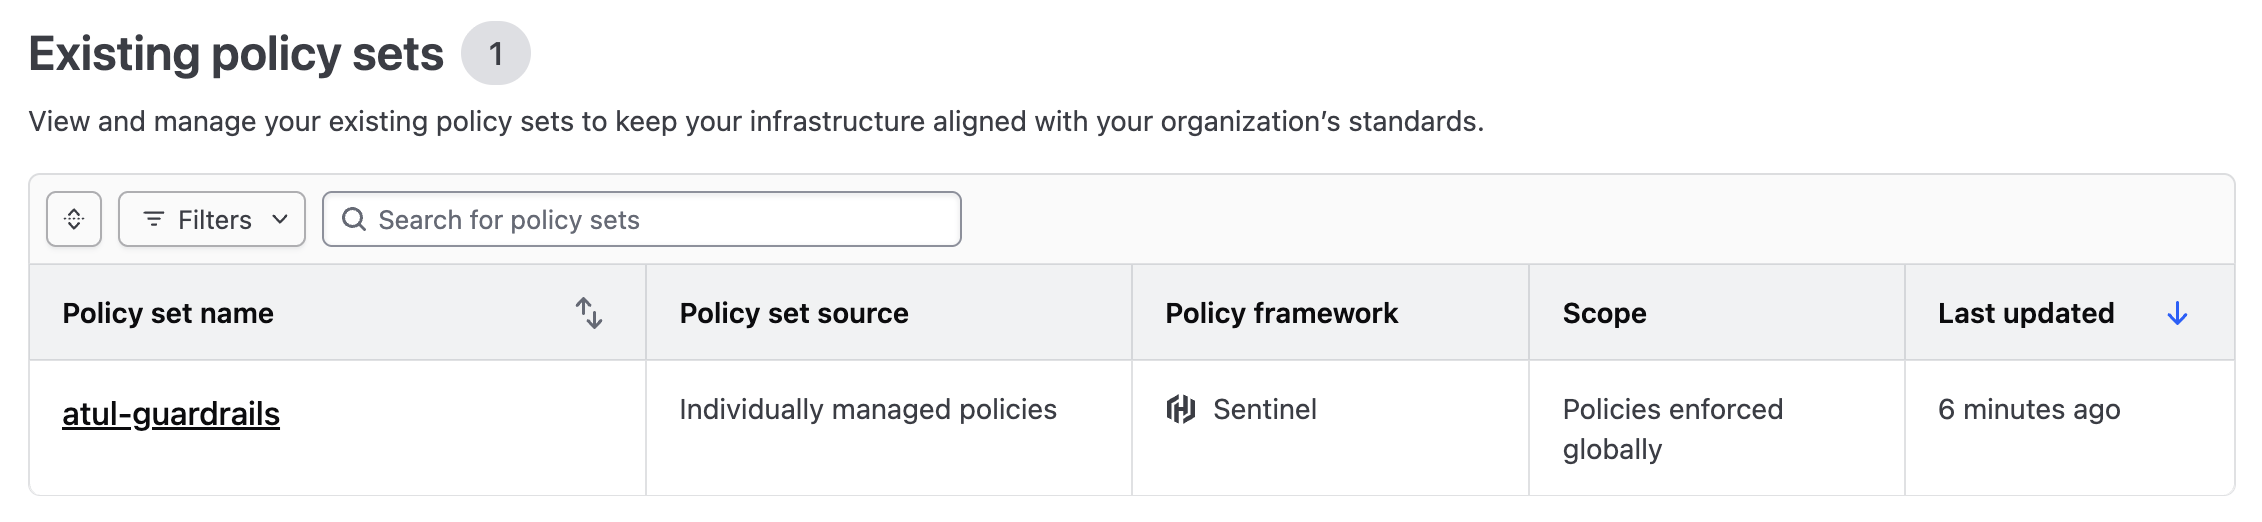 Existing policy sets 1
View and manage your existing policy sets to keep your infrastructure aligned with your organization’s standards.
Filters Search for policy sets
Policy set name Policy set source Policy framework Scope Last updated
atul-guardrails Individually managed policies Sentinel Policies enforced 6 minutes ago
globally